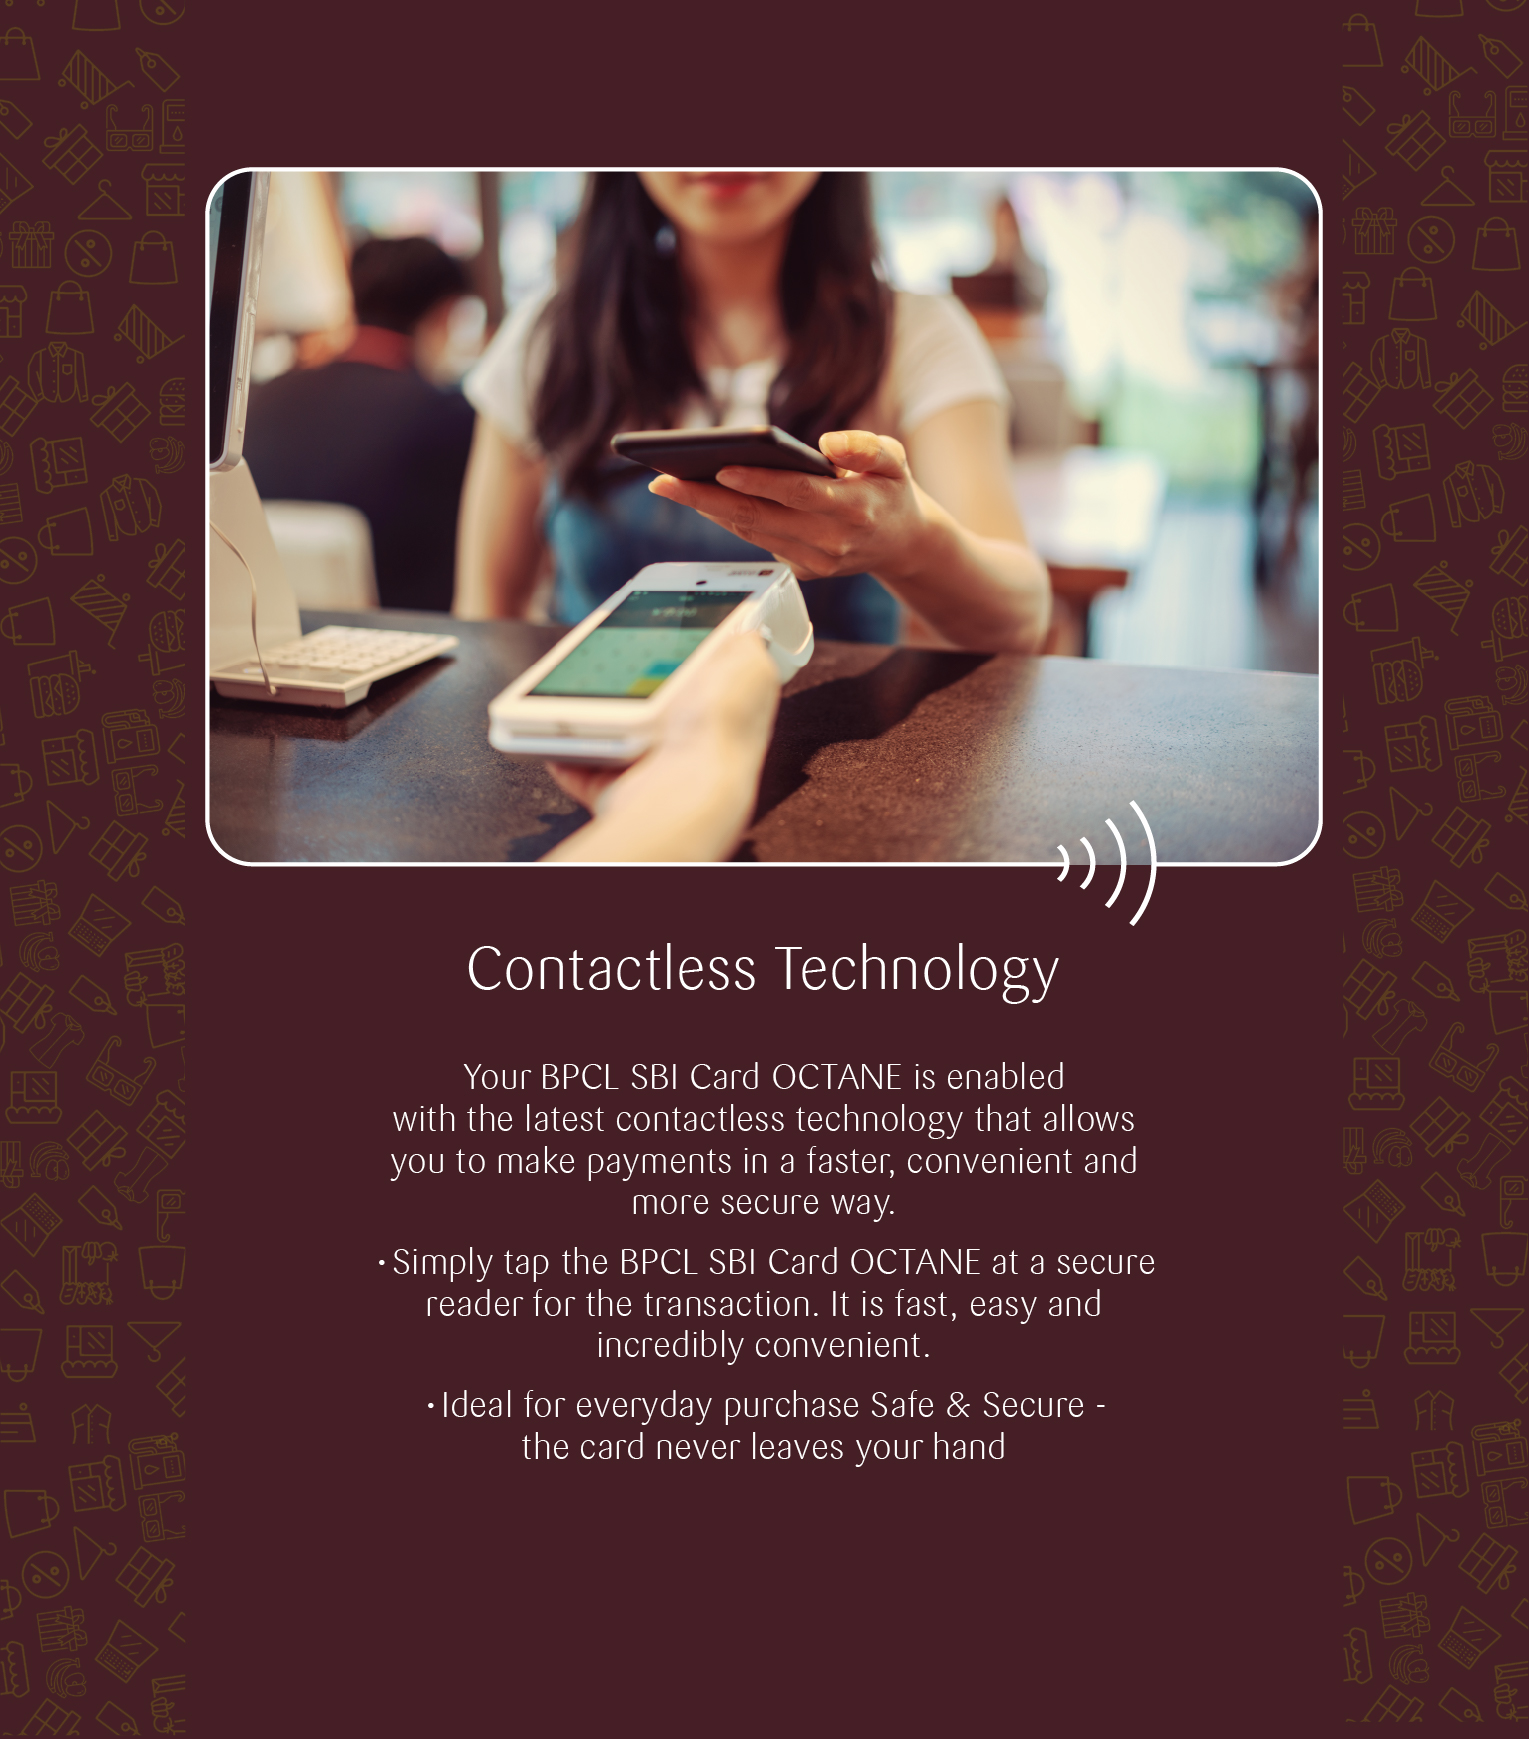 Contactless Technology
Your BPCL SBI Card OCTANE is enabled
with the latest contactless technology that allows
you to make payments in a faster, convenient and
more secure way.
• Simply tap the BPCL SBI Card OCTANE at a secure
reader for the transaction. It is fast, easy and
incredibly convenient.
• Ideal for everyday purchase Safe & Secure -
the card never leaves your hand